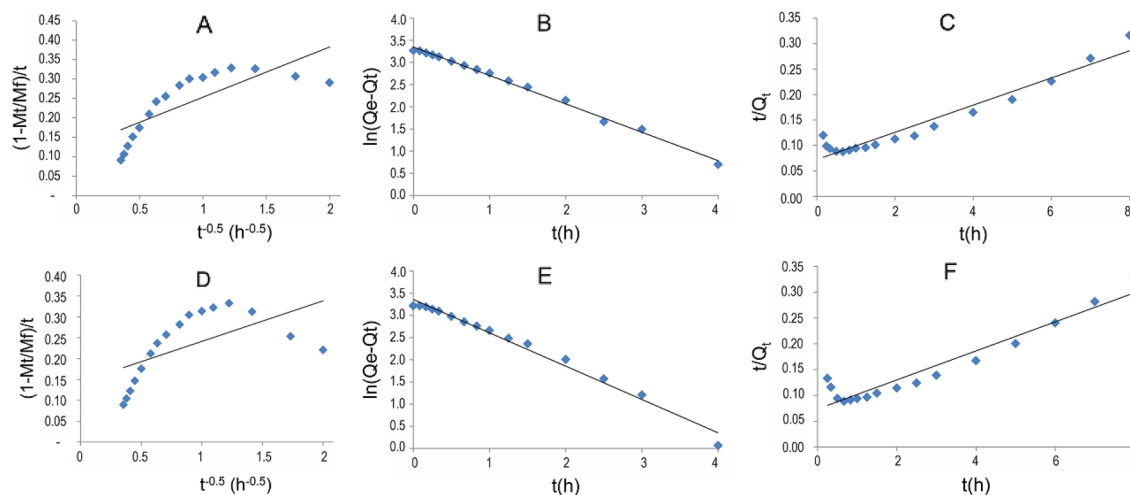 A
(1-Mt/Mf)/t
0.45
0.40
0.35
0.30
0.25
0.20
0.15
0.10
0.05
-
0 0.5 1 1.5 2
t-0.5 (h-0.5)
B
ln(Qe-Qt)
4.0
3.5
3.0
2.5
2.0
1.5
1.0
0.5
0.0
0 1 2 3 4
t(h)
C
t/Qt
0.35
0.30
0.25
0.20
0.15
0.10
0.05
0.00
0 2 4 6 8
t(h)
D
(1-Mt/Mf)/t
0.40
0.35
0.30
0.25
0.20
0.15
0.10
0.05
-
0 0.5 1 1.5 2
t-0.5 (h-0.5)
E
ln(Qe-Qt)
4.0
3.5
3.0
2.5
2.0
1.5
1.0
0.5
0.0
0 1 2 3 4
t(h)
F
t/Qt
0.35
0.30
0.25
0.20
0.15
0.10
0.05
0.00
0 2 4 6
t(h)